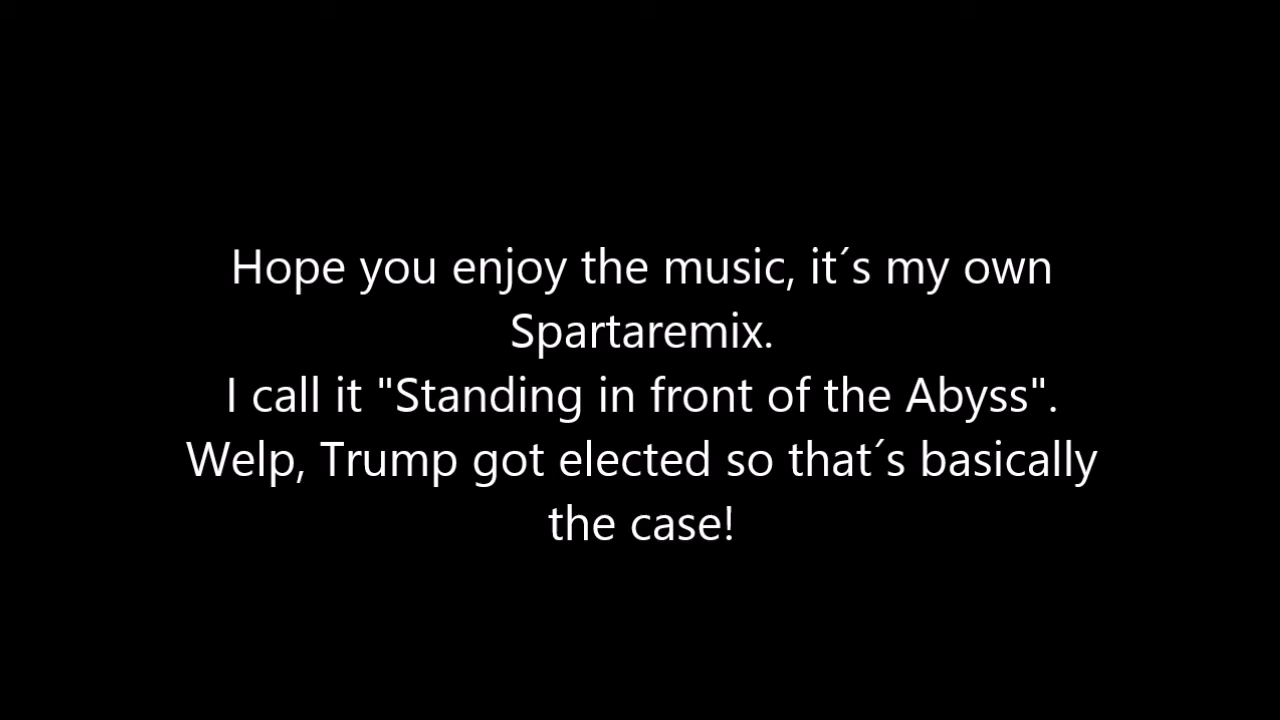 Hope you enjoy the music, it´s my own
Spartaremix.
I call it "Standing in front of the Abyss".
Welp, Trump got elected so that´s basically
the case!